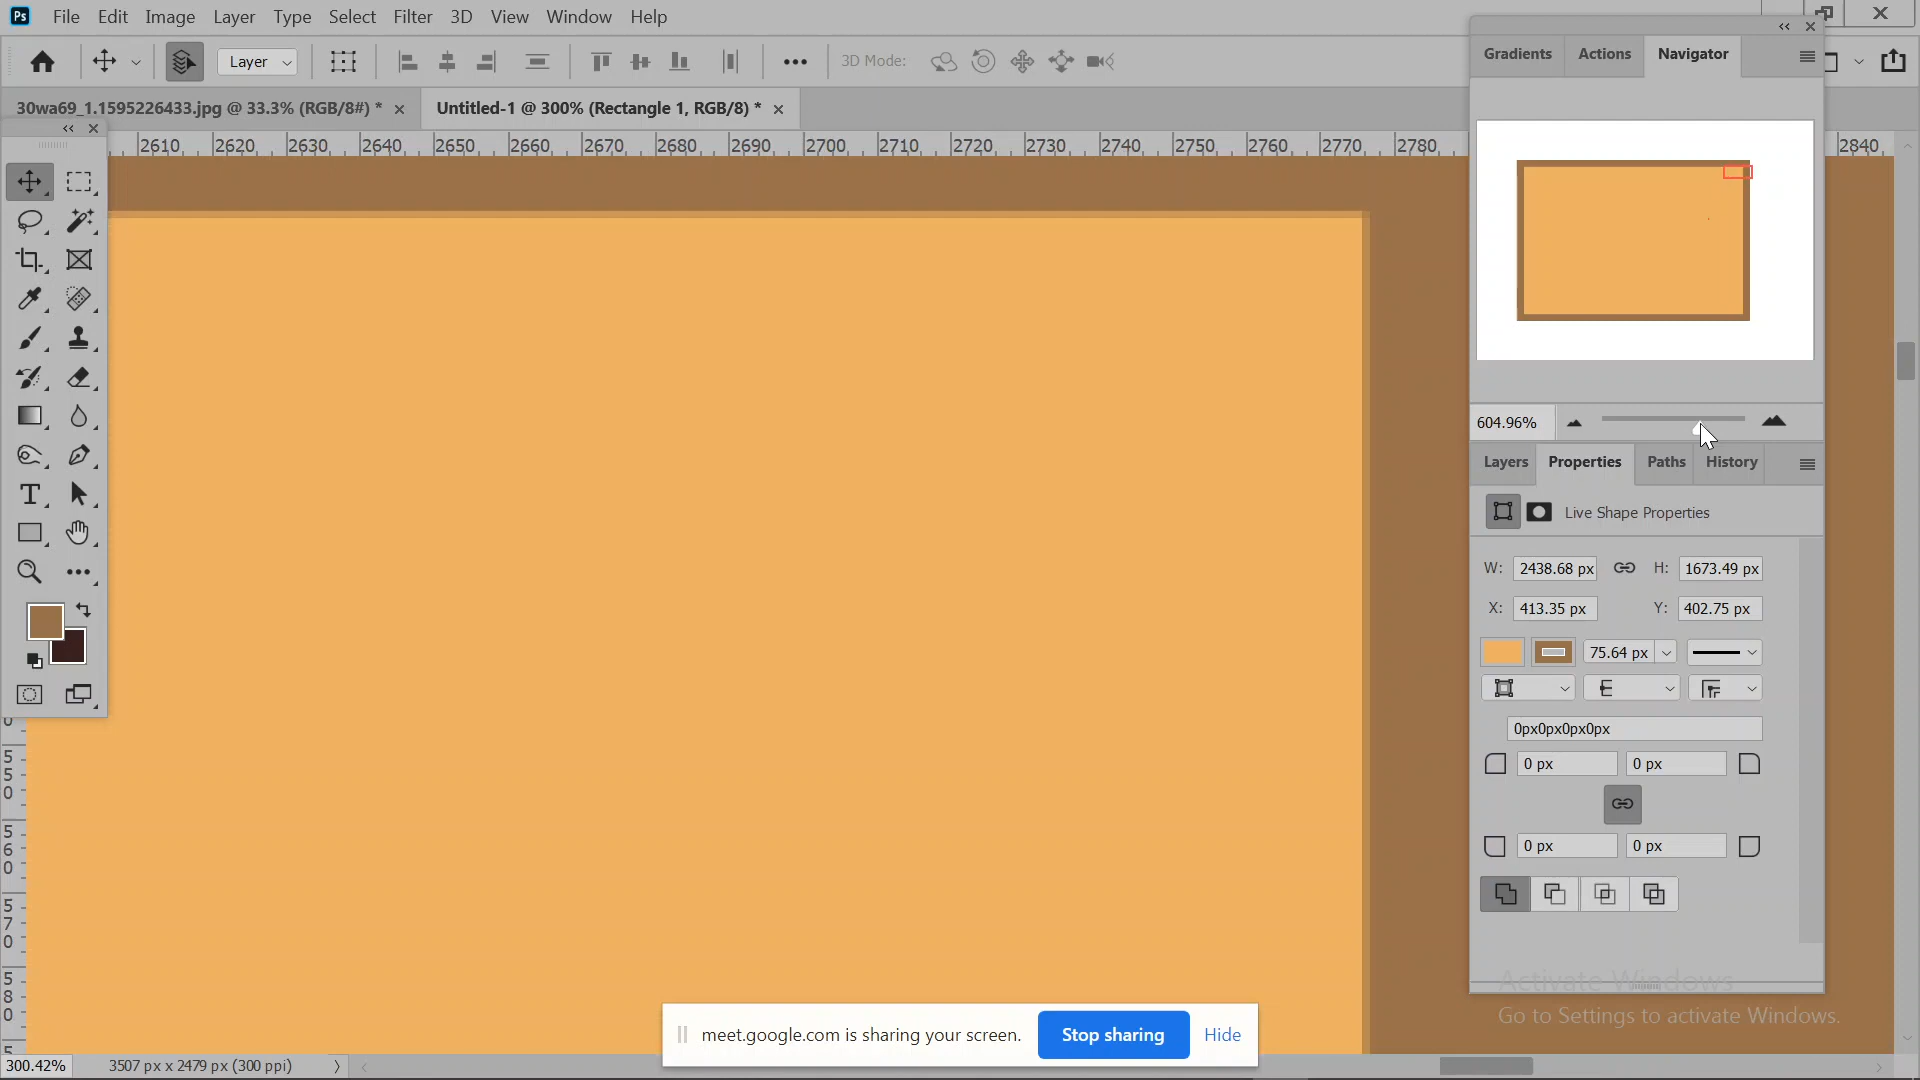 Ps File Edit Image Layer Type Select Filter 3D View Window Help
Layer 3D Mode:
30wa69_1.1595226433.jpg @ 33.3% (RGB/8#) * Untitled-1 @ 300% (Rectangle 1, RGB/8) *
2610 2620 2630 2640 2650 2660 2670 2680 2690 2700 2710 2720 2730 2740 2750 2760 2770 2780 2840
Gradients Actions Navigator
604.96%
Layers Properties Paths History
Live Shape Properties
W: 2438.68 px H: 1673.49 px
X: 413.35 px Y: 402.75 px
75.64 px
0px0px0px0px
0 px 0 px
0 px 0 px
T
550
560
570
580
Activate Windows
Go to Settings to activate Windows.
meet.google.com is sharing your screen. Stop sharing Hide
300.42% 3507 px x 2479 px (300 ppi)